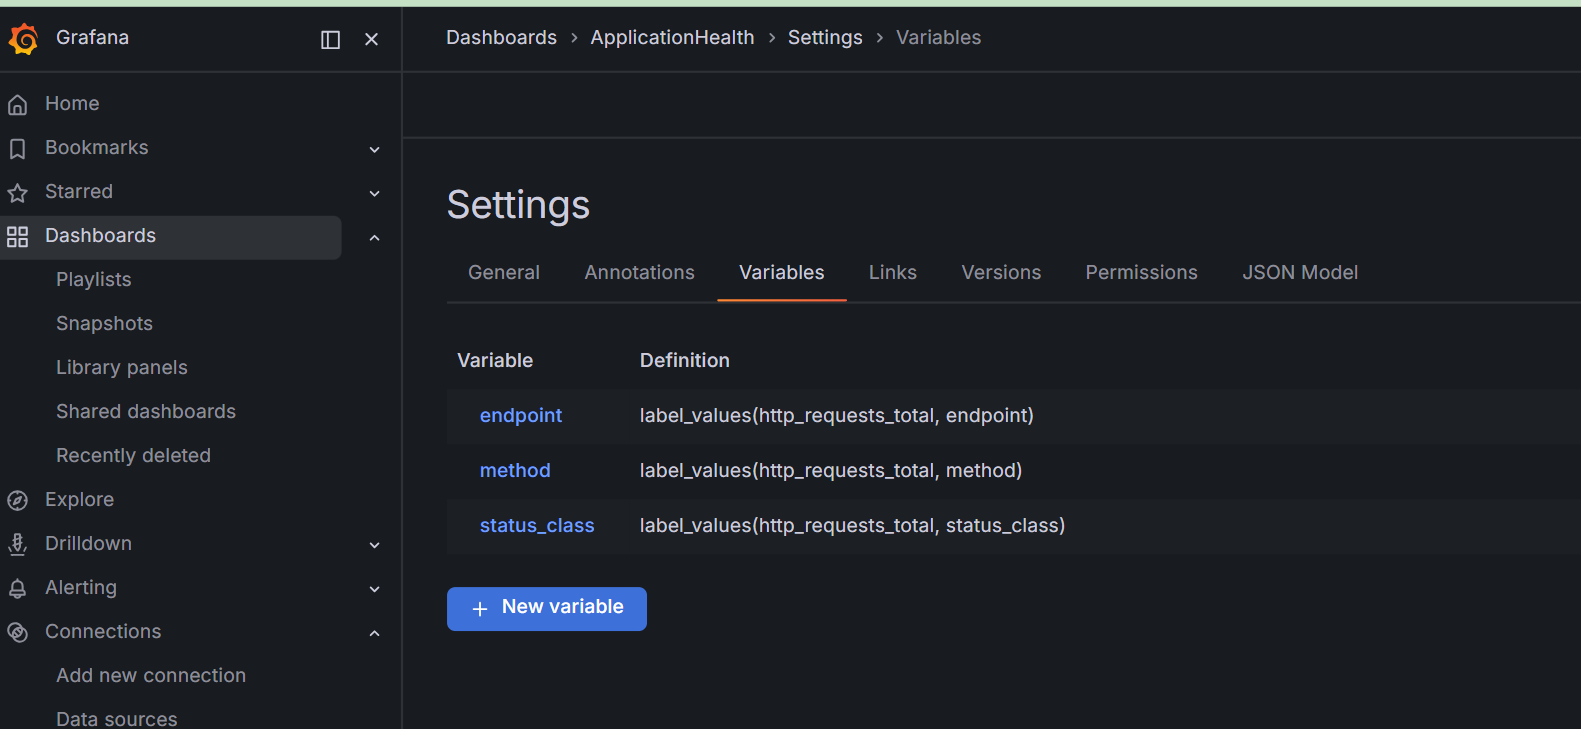 Grafana
Dashboards › ApplicationHealth › Settings › Variables
Home
Bookmarks
Starred
Dashboards
Playlists
Snapshots
Library panels
Shared dashboards
Recently deleted
Explore
Drilldown
Alerting
Connections
Add new connection
Data sources
Settings
General Annotations Variables Links Versions Permissions JSON Model
Variable Definition
endpoint label_values(http_requests_total, endpoint)
method label_values(http_requests_total, method)
status_class label_values(http_requests_total, status_class)
+ New variable